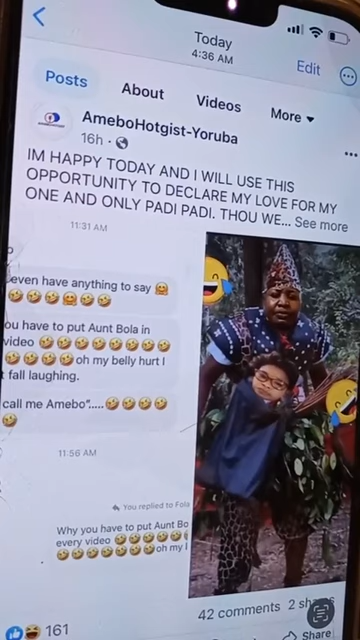 Today
4:36 AM
Edit
Posts
About
Videos
More
AmeboHotgist-Yoruba
16h
IM HAPPY TODAY AND I WILL USE THIS
OPPORTUNITY TO DECLARE MY LOVE FOR MY
ONE AND ONLY PADI PADI. THOU WE... See more
11:31 AM
even have anything to say 🤗
🤣🤣🤣🤗🤣🤣
ou have to put Aunt Bola in
video 🤣🤣🤣🤣🤣🤣🤣🤣
🤣🤣🤣🤣 oh my belly hurt I
fall laughing.
call me Amebo"..... 🤣🤣🤣🤣
🤣
11:56 AM
You replied to Fola
Why you have to put Aunt Bo
every video 🤣🤣🤣🤣🤣
🤣🤣🤣🤣🤣🤣🤣oh my
161
42 comments
Share